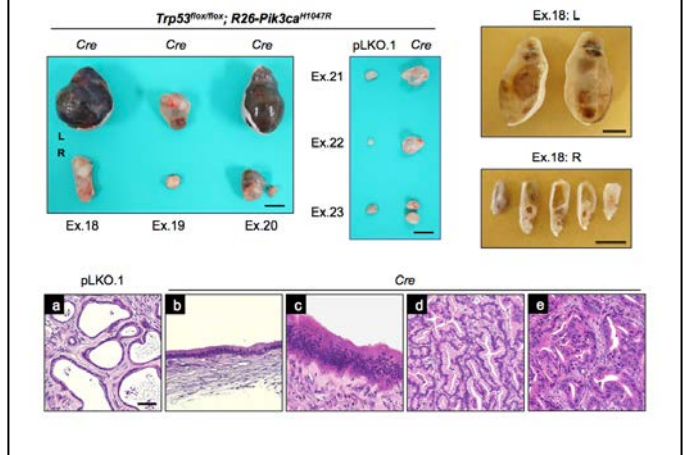 Trp53flox/flox; R26-Pik3caH1047R
Cre Cre Cre
L
R
Ex.18 Ex.19 Ex.20
pLKO.1 Cre
Ex.21
Ex.22
Ex.23
Ex.18: L
Ex.18: R
pLKO.1 Cre
a b c d e